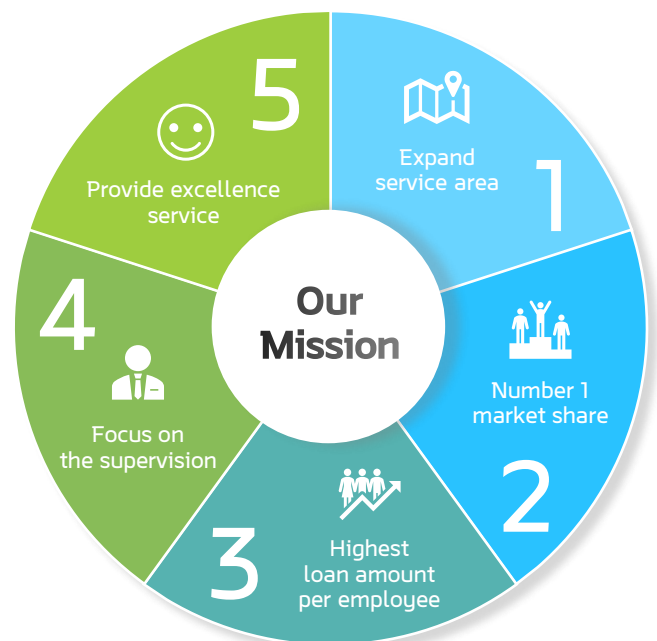 Our
Mission
1
Expand
service area
2
Number 1
market share
3
Highest
loan amount
per employee
4
Focus on
the supervision
5
Provide excellence
service